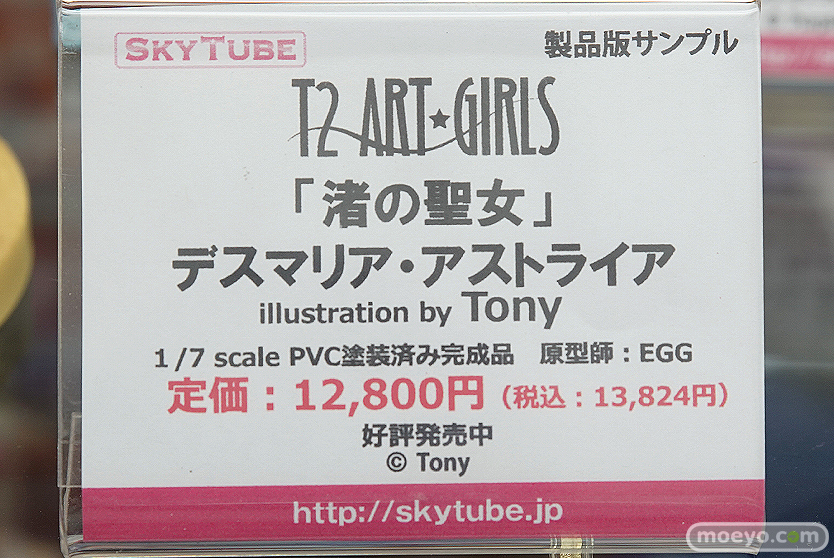 SKYTUBE
製品版サンプル
T2 ART★GIRLS
「渚の聖女」
デスマリア・アストライア
illustration by Tony
1/7 scale PVC塗装済み完成品 原型師：EGG
定価：12,800円（税込：13,824円）
好評発売中
© Tony
http://skytube.jp
moeyo.com